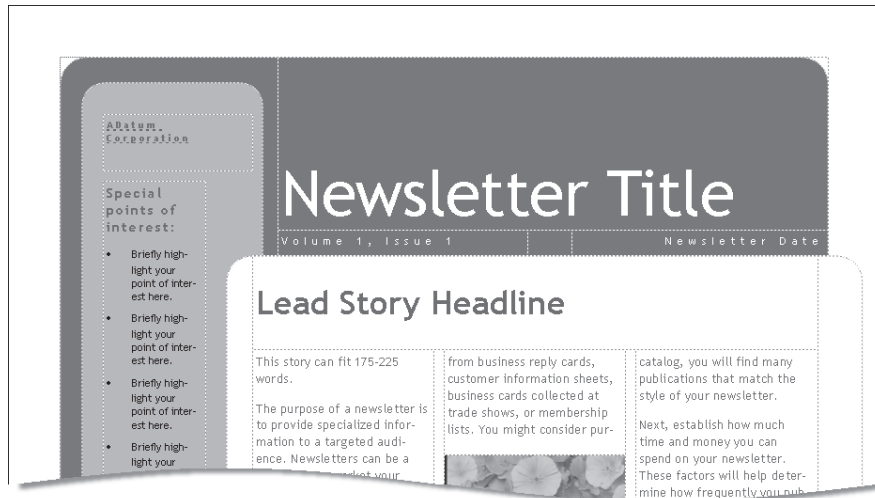 ADatum
Corporation
Special
points of
interest:
• Briefly high-
light your
point of inter-
est here.
• Briefly high-
light your
point of inter-
est here.
• Briefly high-
light your
point of inter-
est here.
• Briefly high-
light your
Newsletter Title
Volume 1, Issue 1
Newsletter Date
Lead Story Headline
This story can fit 175-225
words.
The purpose of a newsletter is
to provide specialized infor-
mation to a targeted audi-
ence. Newsletters can be a
your
from business reply cards,
customer information sheets,
business cards collected at
trade shows, or membership
lists. You might consider pur-
catalog, you will find many
publications that match the
style of your newsletter.
Next, establish how much
time and money you can
spend on your newsletter.
These factors will help deter-
mine how frequently you pub-